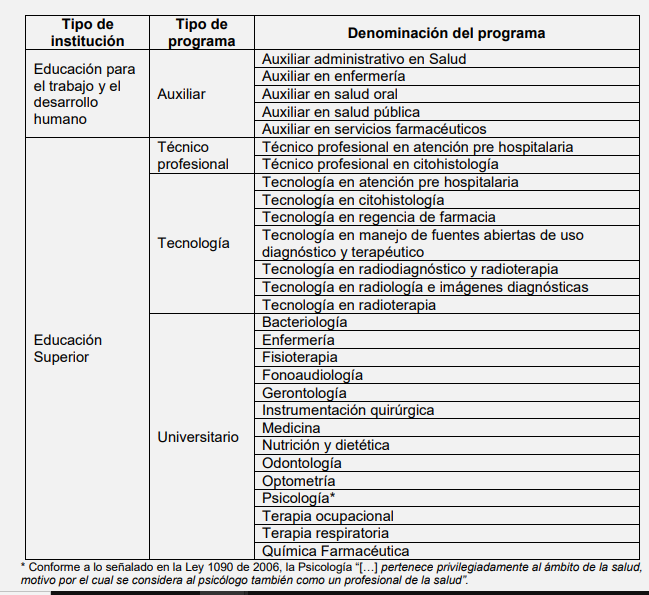 Tipo de institución
Tipo de programa
Denominación del programa
Educación para el trabajo y el desarrollo humano
Auxiliar
Auxiliar administrativo en Salud
Auxiliar en enfermería
Auxiliar en salud oral
Auxiliar en salud pública
Auxiliar en servicios farmacéuticos
Educación Superior
Técnico profesional
Técnico profesional en atención pre hospitalaria
Técnico profesional en citohistología
Tecnología
Tecnología en atención pre hospitalaria
Tecnología en citohistología
Tecnología en regencia de farmacia
Tecnología en manejo de fuentes abiertas de uso
diagnóstico y terapéutico
Tecnología en radiodiagnóstico y radioterapia
Tecnología en radiología e imágenes diagnósticas
Tecnología en radioterapia
Universitario
Bacteriología
Enfermería
Fisioterapia
Fonoaudiología
Gerontología
Instrumentación quirúrgica
Medicina
Nutrición y dietética
Odontología
Optometría
Psicología*
Terapia ocupacional
Terapia respiratoria
Química Farmacéutica
* Conforme a lo señalado en la Ley 1090 de 2006, la Psicología “[…] pertenece privilegiadamente al ámbito de la salud,
motivo por el cual se considera al psicólogo también como un profesional de la salud”.